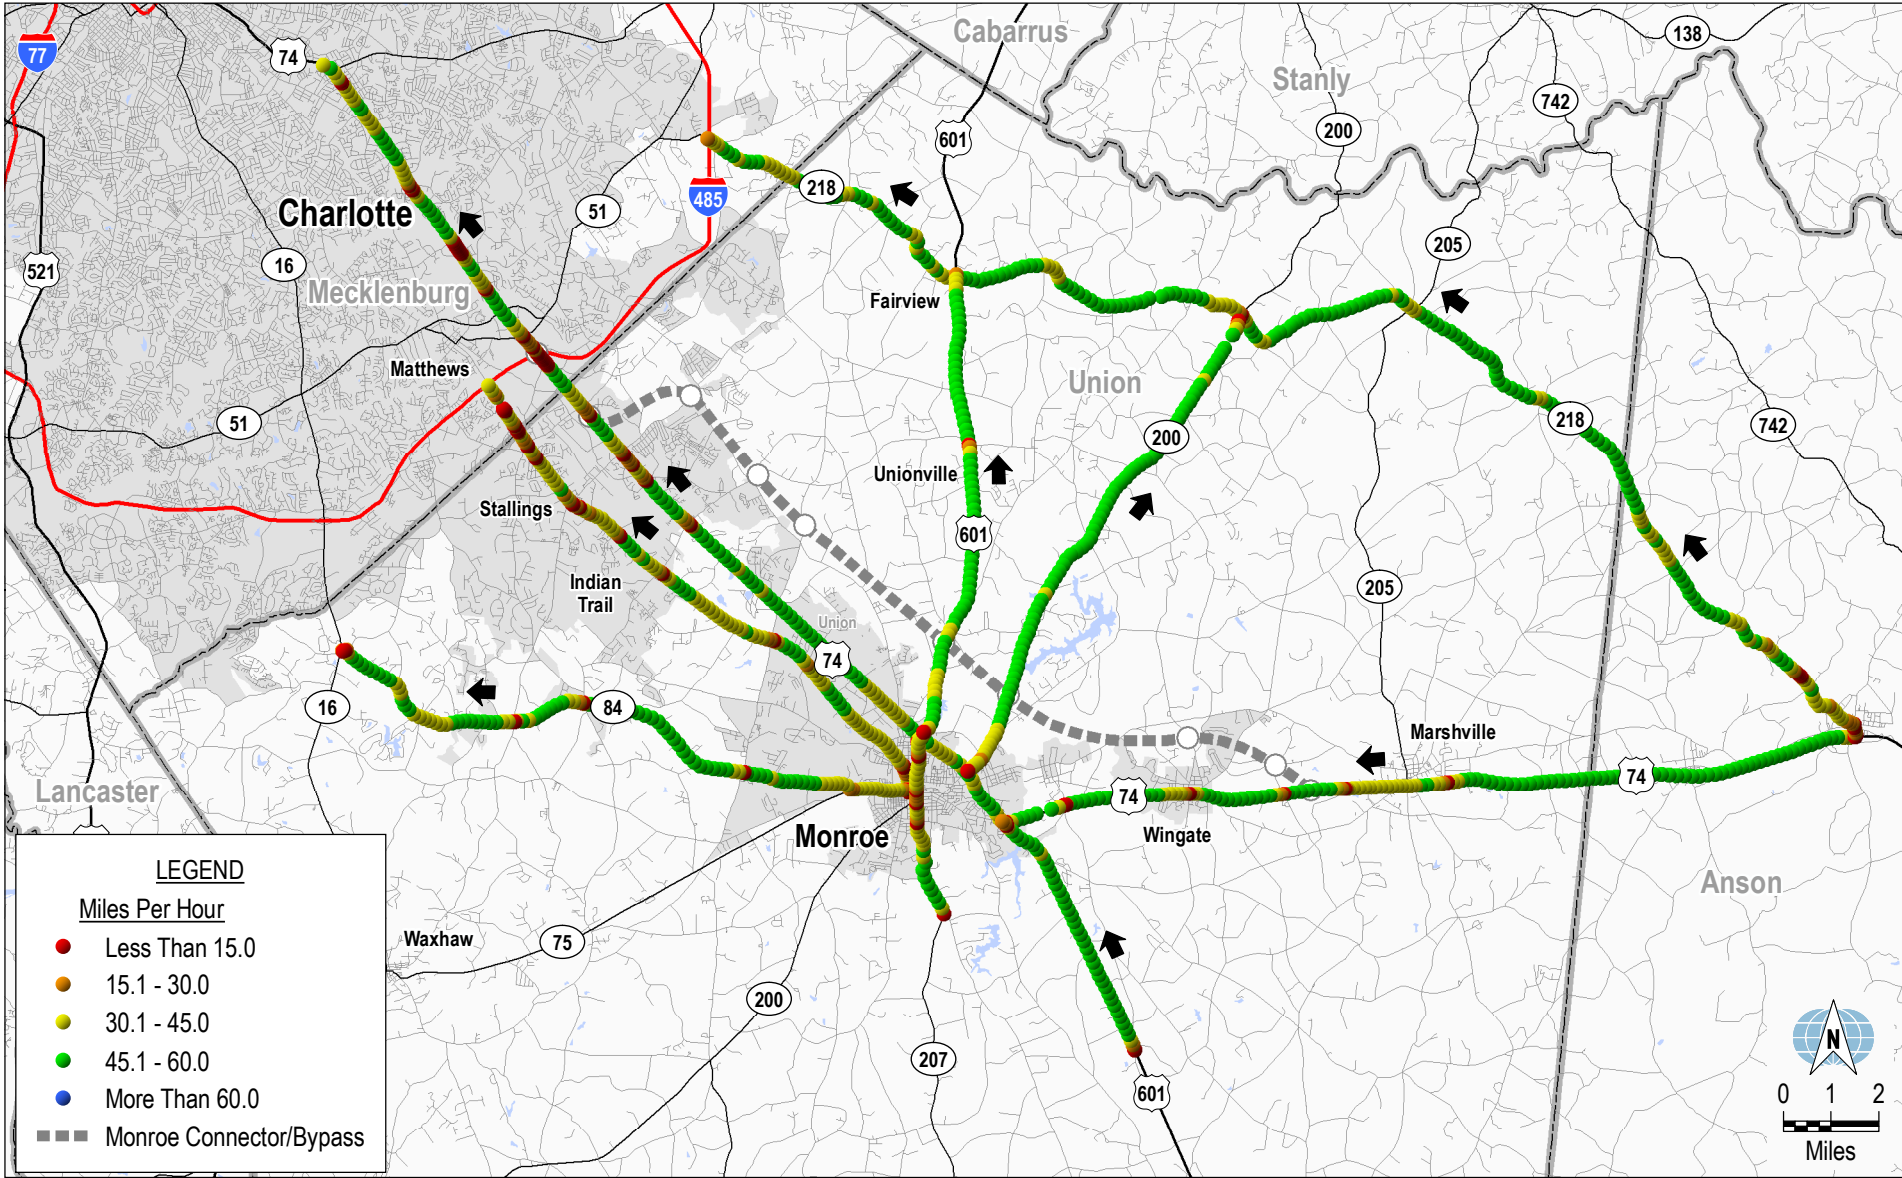 Cabarrus
138
77
74
Stanly
742
200
601
218
485
51
Charlotte
205
16
521
Mecklenburg
Fairview
Matthews
Union
51
218
742
200
Unionville
Stallings
601
Indian
Trail
205
Union
74
16
84
Marshville
74
Lancaster
74
Monroe
Wingate
Anson
LEGEND
Miles Per Hour
Less Than 15.0
15.1 - 30.0
30.1 - 45.0
45.1 - 60.0
More Than 60.0
Monroe Connector/Bypass
Waxhaw
75
200
207
601
N
0 1 2
Miles